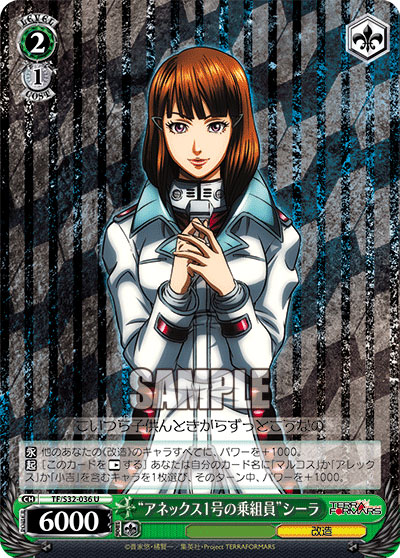 LEVEL
2
1
COST
SAMPLE
こいつら子供んときからずっとこうなの
永 他のあなたの《改造》のキャラすべてに、パワーを+1000。
起 [このカードを する] あなたは自分のカード名に「マルコス」か「アレック
ス」か「小吉」を含むキャラを1枚選び、そのターン中、パワーを+1000。
CH TF/S32-036 U
POWER
6000
“アネックス1号の乗組員”シーラ
TERRAFORMARS
改造
©貴家悠・橘賢一/集英社・Project TERRAFORMARS